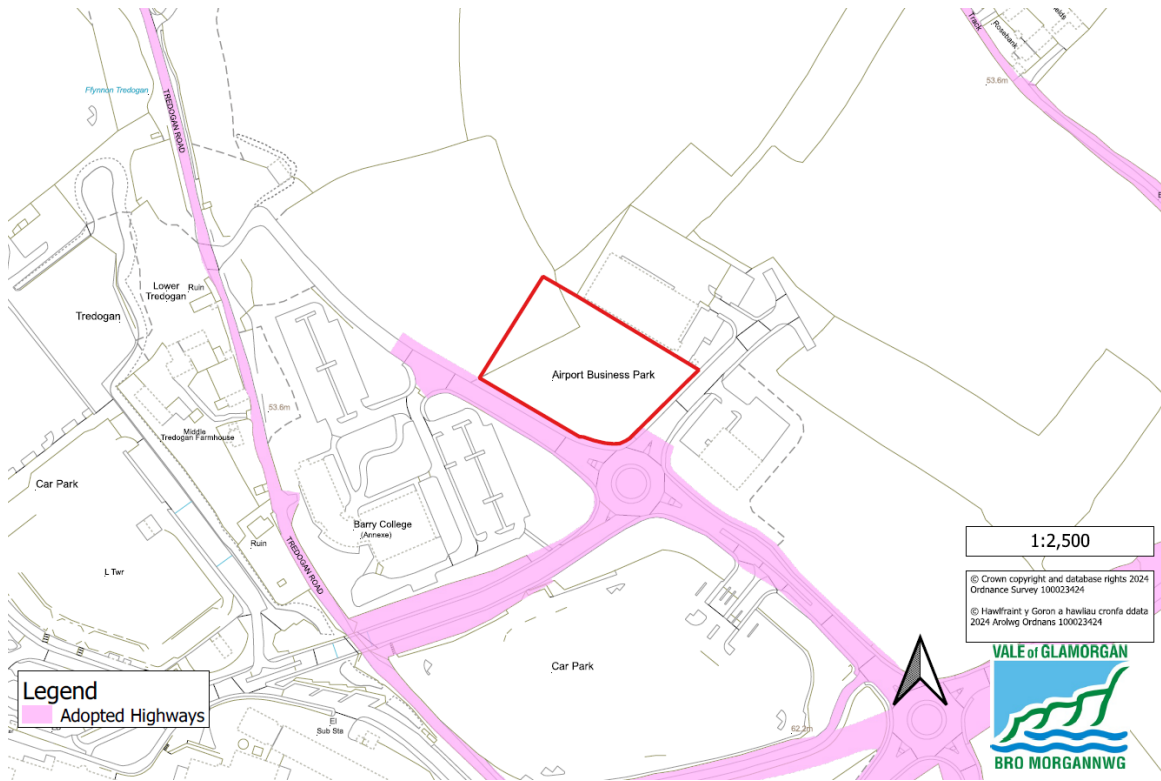 Track
Rosebank
53.6m
Ffynnon Tredogan
TREDOGAN ROAD
Lower
Tredogan
Ruin
Tredogan
Airport Business Park
53.6m
Middle
Tredogan Farmhouse
Car Park
Barry College
(Annexe)
Ruin
L Twr
TREDOGAN ROAD
Car Park
62.2m
El
Sub Sta
Legend
Adopted Highways
1:2,500
© Crown copyright and database rights 2024
Ordnance Survey 100023424
© Hawlfraint y Goron a hawliau cronfa ddata
2024 Arolwg Ordnans 100023424
VALE of GLAMORGAN
BRO MORGANNWG